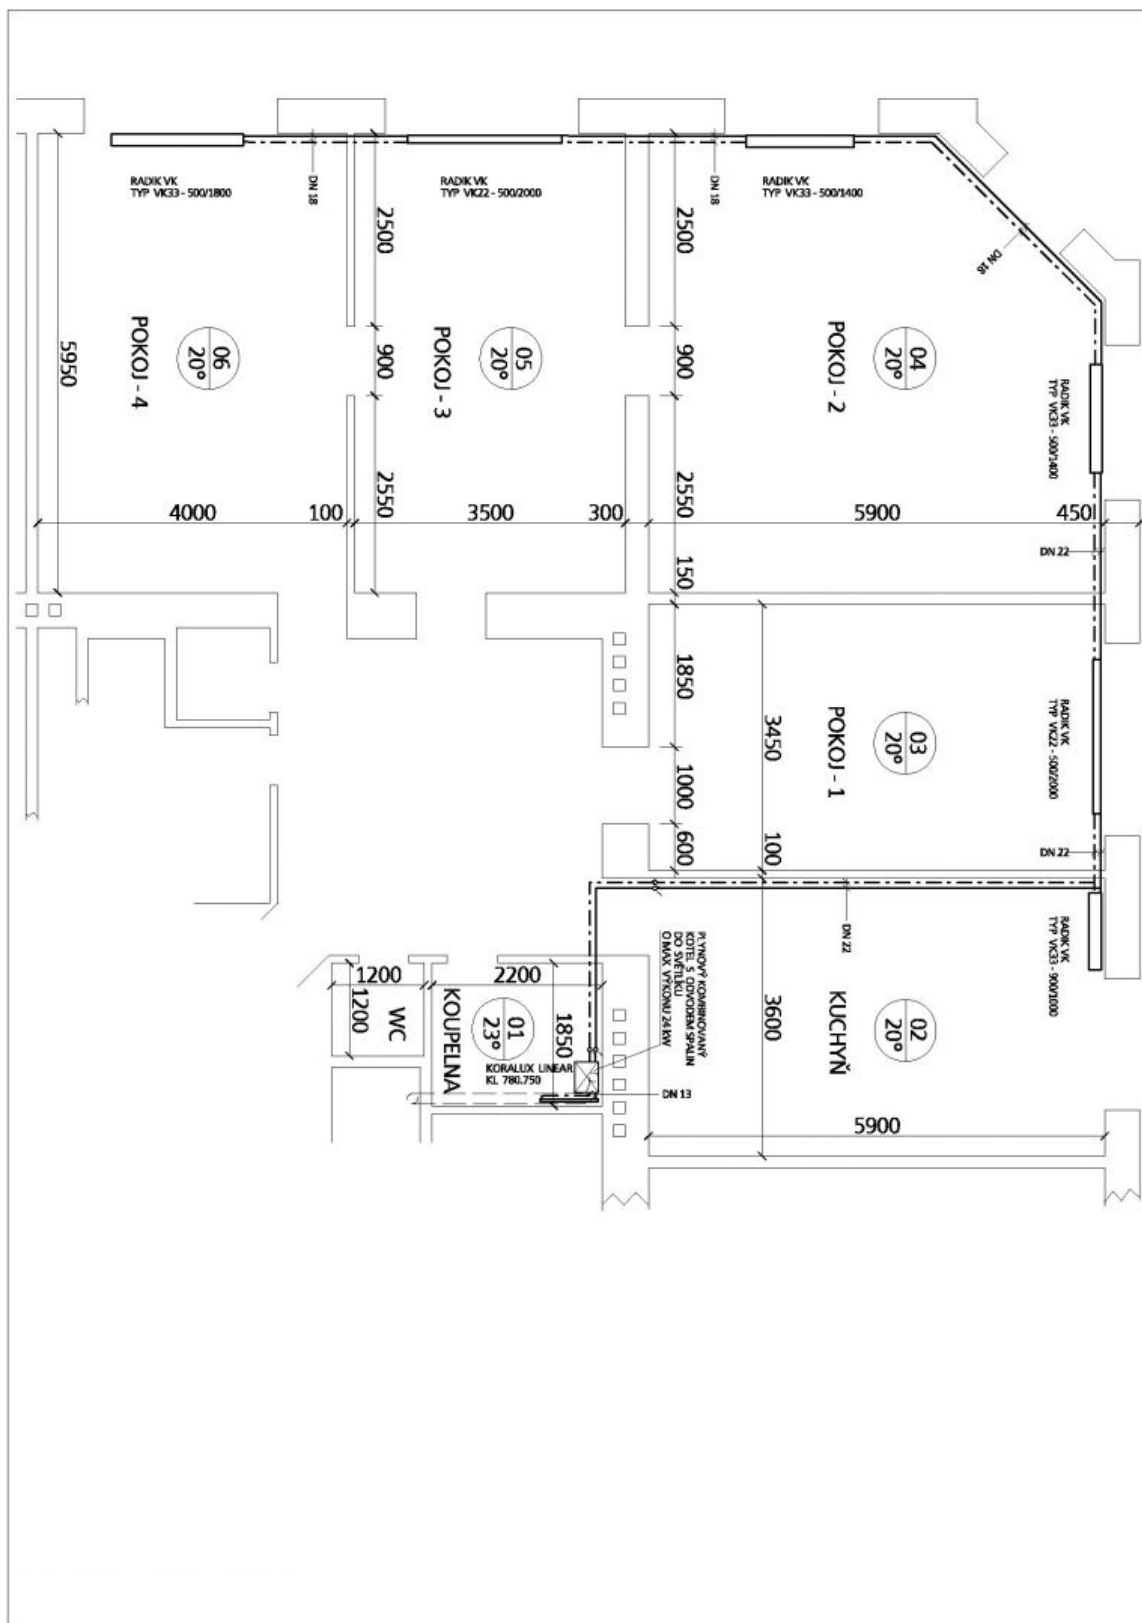 RADIK VK
TYP VK33 - 500/1800
DN 18
RADIK VK
TYP VK22 - 500/2000
DN 18
RADIK VK
TYP VK33 - 500/1400
DN 18
2500
2500
5950
POKOJ - 4
06
20°
900
POKOJ - 3
05
20°
900
POKOJ - 2
04
20°
RADIK VK
TYP VK33 - 500/1400
2550
2550
4000
100
3500
300
5900
450
DN 22
150
1850
3450
POKOJ - 1
03
20°
RADIK VK
TYP VK22 - 500/2000
1000
600
100
DN 22
DN 22
PLYNOVÝ KOMBINOVANÝ
KOTEL S ODVODEM SPALIN
DO SVĚTLÍKU
O MAX. VÝKONU 24 kW
RADIK VK
TYP VK33 - 900/1000
1200
2200
1200
WC
KOUPELNA
01
23°
1850
3600
KUCHYŇ
02
20°
KORALUX LINEAR
KL 780.750
DN 13
5900